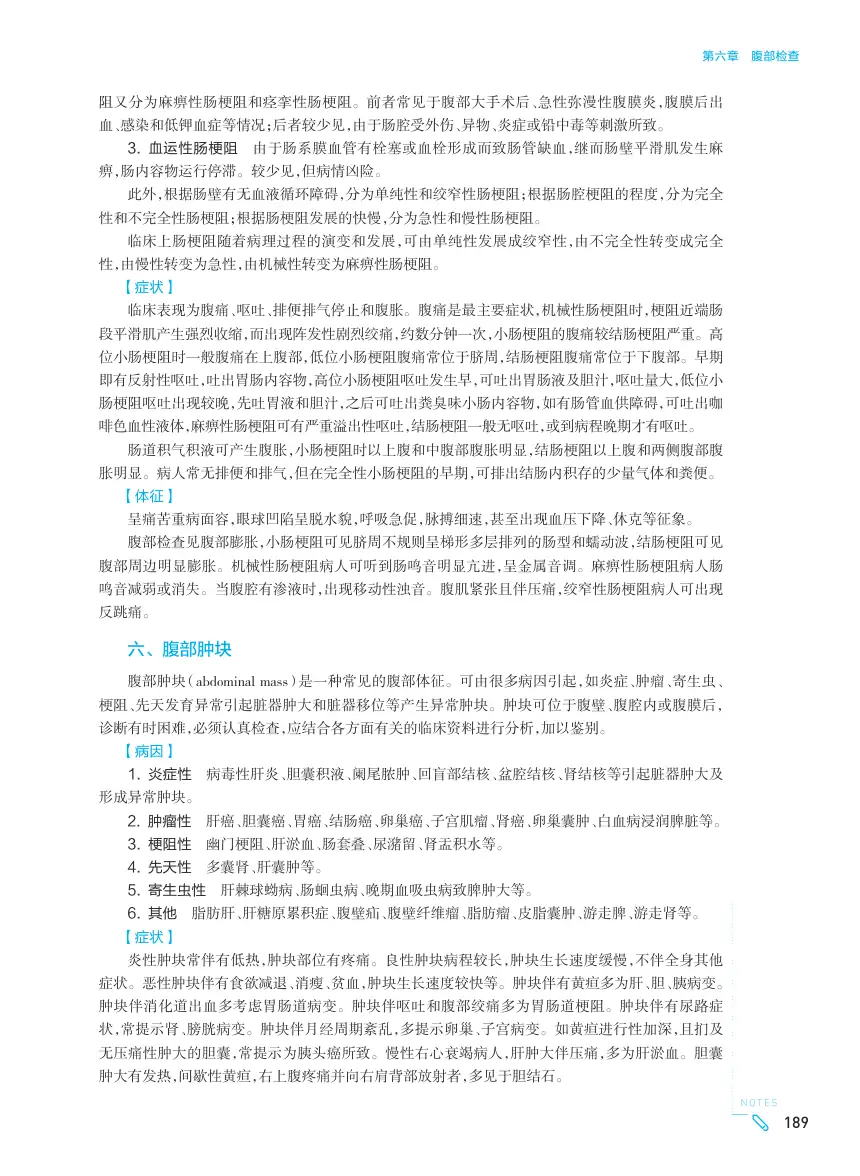 第六章 腹部检查
阻又分为麻痹性肠梗阻和痉挛性肠梗阻。前者常见于腹部大手术后、急性弥漫性腹膜炎,腹膜后出
血、感染和低钾血症等情况;后者较少见,由于肠腔受外伤、异物、炎症或铅中毒等刺激所致。
3. 血运性肠梗阻 由于肠系膜血管有栓塞或血栓形成而致肠管缺血,继而肠壁平滑肌发生麻
痹,肠内容物运行停滞。较少见,但病情凶险。
此外,根据肠壁有无血液循环障碍,分为单纯性和绞窄性肠梗阻;根据肠腔梗阻的程度,分为完全
性和不完全性肠梗阻;根据肠梗阻发展的快慢,分为急性和慢性肠梗阻。
临床上肠梗阻随着病理过程的演变和发展,可由单纯性发展成绞窄性,由不完全性转变成完全
性,由慢性转变为急性,由机械性转变为麻痹性肠梗阻。
【症状】
临床表现为腹痛、呕吐、排便排气停止和腹胀。腹痛是最主要症状,机械性肠梗阻时,梗阻近端肠
段平滑肌产生强烈收缩,而出现阵发性剧烈绞痛,约数分钟一次,小肠梗阻的腹痛较结肠梗阻严重。高
位小肠梗阻时一般腹痛在上腹部,低位小肠梗阻腹痛常位于脐周,结肠梗阻腹痛常位于下腹部。早期
即有反射性呕吐,吐出胃肠内容物,高位小肠梗阻呕吐发生早,可吐出胃肠液及胆汁,呕吐量大,低位小
肠梗阻呕吐出现较晚,先吐胃液和胆汁,之后可吐出粪臭味小肠内容物,如有肠管血供障碍,可吐出咖
啡色血性液体,麻痹性肠梗阻可有严重溢出性呕吐,结肠梗阻一般无呕吐,或到病程晚期才有呕吐。
肠道积气积液可产生腹胀,小肠梗阻时以上腹和中腹部腹胀明显,结肠梗阻以上腹和两侧腹部腹
胀明显。病人常无排便和排气,但在完全性小肠梗阻的早期,可排出结肠内积存的少量气体和粪便。
【体征】
呈痛苦重病面容,眼球凹陷呈脱水貌,呼吸急促,脉搏细速,甚至出现血压下降、休克等征象。
腹部检查见腹部膨胀,小肠梗阻可见脐周不规则呈梯形多层排列的肠型和蠕动波,结肠梗阻可见
腹部周边明显膨胀。机械性肠梗阻病人可听到肠鸣音明显亢进,呈金属音调。麻痹性肠梗阻病人肠
鸣音减弱或消失。当腹腔有渗液时,出现移动性浊音。腹肌紧张且伴压痛,绞窄性肠梗阻病人可出现
反跳痛。
六、腹部肿块
腹部肿块(abdominal mass)是一种常见的腹部体征。可由很多病因引起,如炎症、肿瘤、寄生虫、
梗阻、先天发育异常引起脏器肿大和脏器移位等产生异常肿块。肿块可位于腹壁、腹腔内或腹膜后,
诊断有时困难,必须认真检查,应结合各方面有关的临床资料进行分析,加以鉴别。
【病因】
1. 炎症性 病毒性肝炎、胆囊积液、阑尾脓肿、回盲部结核、盆腔结核、肾结核等引起脏器肿大及
形成异常肿块。
2. 肿瘤性 肝癌、胆囊癌、胃癌、结肠癌、卵巢癌、子宫肌瘤、肾癌、卵巢囊肿、白血病浸润脾脏等。
3. 梗阻性 幽门梗阻、肝淤血、肠套叠、尿潴留、肾盂积水等。
4. 先天性 多囊肾、肝囊肿等。
5. 寄生虫性 肝棘球蚴病、肠蛔虫病、晚期血吸虫病致脾肿大等。
6. 其他 脂肪肝、肝糖原累积症、腹壁疝、腹壁纤维瘤、脂肪瘤、皮脂囊肿、游走脾、游走肾等。
【症状】
炎性肿块常伴有低热,肿块部位有疼痛。良性肿块病程较长,肿块生长速度缓慢,不伴全身其他
症状。恶性肿块伴有食欲减退、消瘦、贫血,肿块生长速度较快等。肿块伴有黄疸多为肝、胆、胰病变。
肿块伴消化道出血多考虑胃肠道病变。肿块伴呕吐和腹部绞痛多为胃肠道梗阻。肿块伴有尿路症
状,常提示肾、膀胱病变。肿块伴月经周期紊乱,多提示卵巢、子宫病变。如黄疸进行性加深,且扪及
无压痛性肿大的胆囊,常提示为胰头癌所致。慢性右心衰竭病人,肝肿大伴压痛,多为肝淤血。胆囊
肿大有发热,间歇性黄疸,右上腹疼痛并向右肩背部放射者,多见于胆结石。
NOTES
189